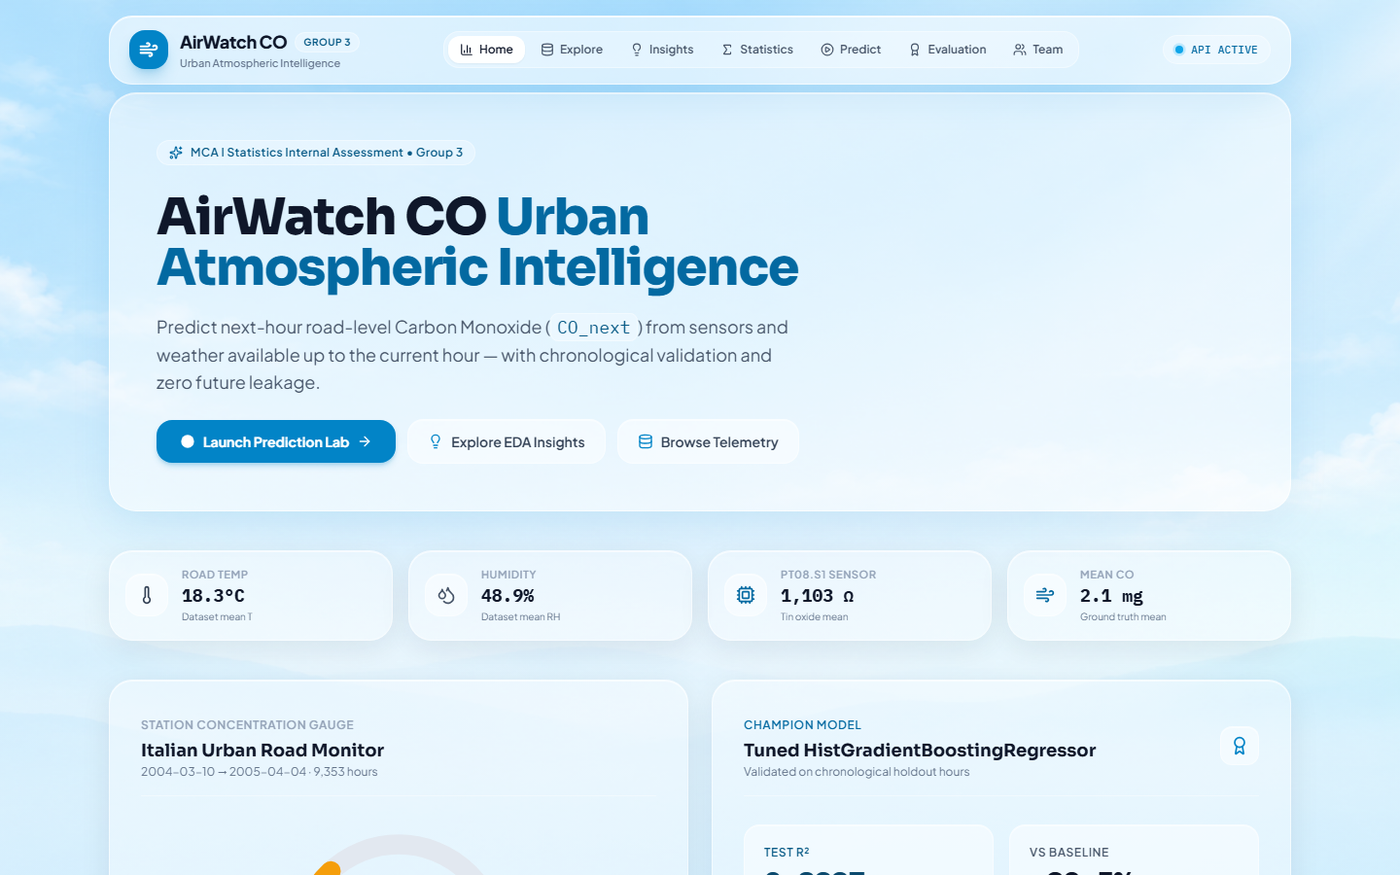 AirWatch CO GROUP 3
Urban Atmospheric Intelligence
Home Explore Insights Statistics Predict Evaluation Team
API ACTIVE
MCA I Statistics Internal Assessment • Group 3
AirWatch CO Urban
Atmospheric Intelligence
Predict next-hour road-level Carbon Monoxide ( CO_next ) from sensors and
weather available up to the current hour — with chronological validation and
zero future leakage.
Launch Prediction Lab →
Explore EDA Insights
Browse Telemetry
ROAD TEMP
18.3°C
Dataset mean T
HUMIDITY
48.9%
Dataset mean RH
PT08.S1 SENSOR
1,103 Ω
Tin oxide mean
MEAN CO
2.1 mg
Ground truth mean
STATION CONCENTRATION GAUGE
Italian Urban Road Monitor
2004-03-10 → 2005-04-04 · 9,353 hours
CHAMPION MODEL
Tuned HistGradientBoostingRegressor
Validated on chronological holdout hours
TEST R²
VS BASELINE